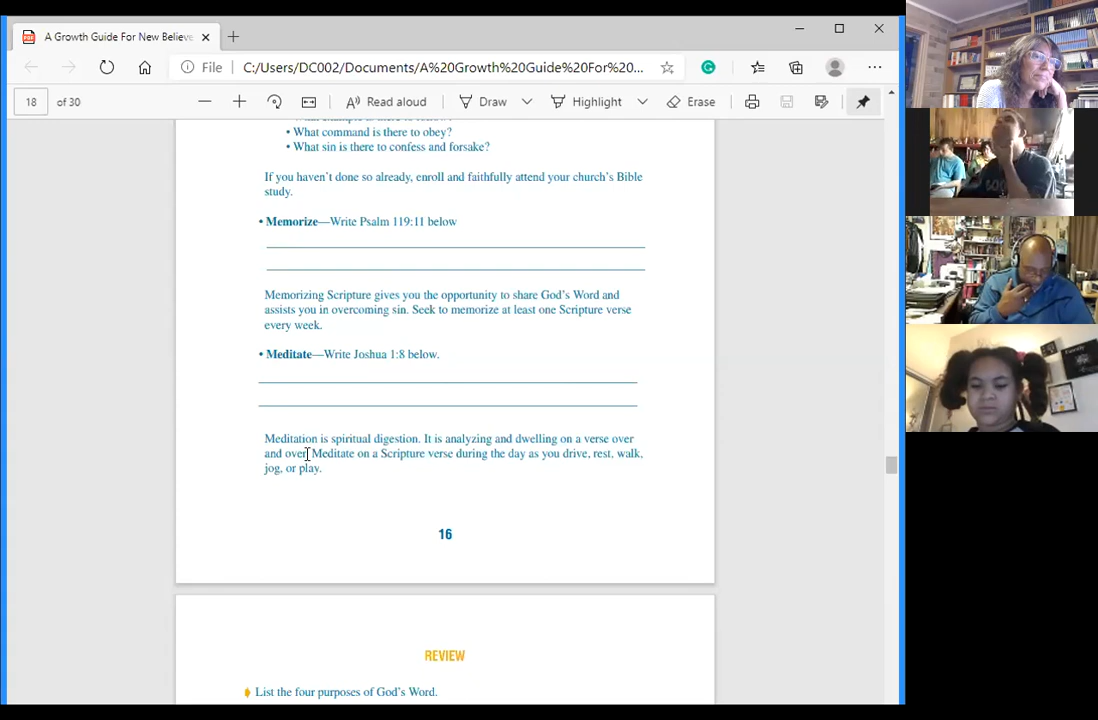 A Growth Guide For New Believe
File C:/Users/DC002/Documents/A%20Growth%20Guide%20For%20...
18 of 30
Read aloud
Draw
Highlight
Erase
• What command is there to obey?
• What sin is there to confess and forsake?
If you haven't done so already, enroll and faithfully attend your church's Bible
study.
• Memorize—Write Psalm 119:11 below
Memorizing Scripture gives you the opportunity to share God's Word and
assists you in overcoming sin. Seek to memorize at least one Scripture verse
every week.
• Meditate—Write Joshua 1:8 below.
Meditation is spiritual digestion. It is analyzing and dwelling on a verse over
and over. Meditate on a Scripture verse during the day as you drive, rest, walk,
jog, or play.
16
REVIEW
List the four purposes of God's Word.